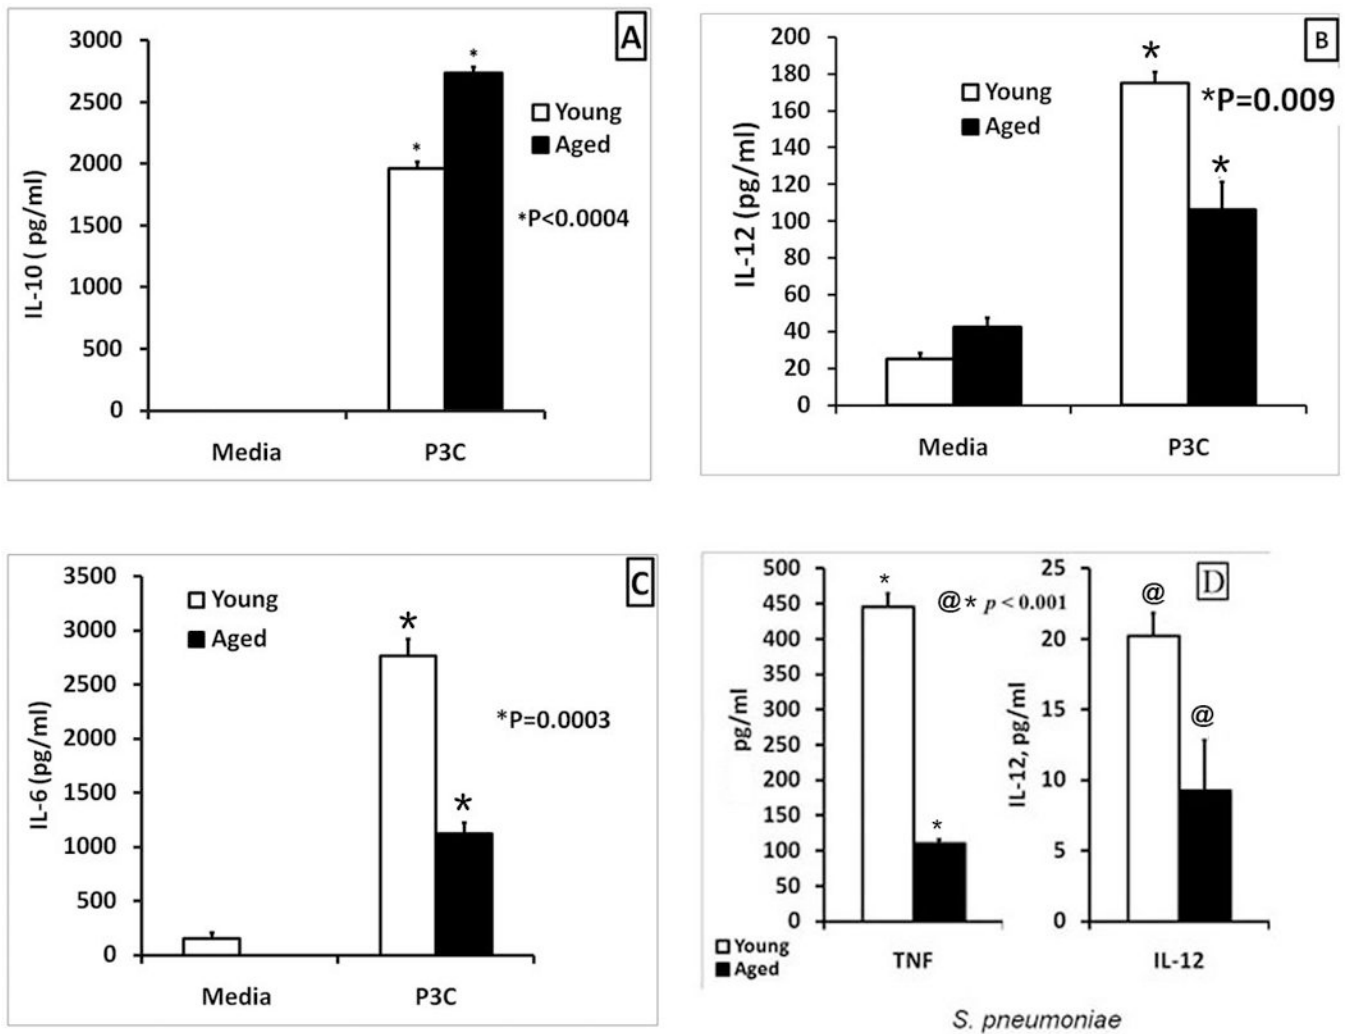 A
3000
2500
2000
1500
1000
500
0
IL-10 ( pg/ml)
*
*
Young
Aged
*P<0.0004
Media
P3C
B
200
180
160
140
120
100
80
60
40
20
0
IL-12 (pg/ml)
Young
Aged
*
*
*P=0.009
Media
P3C
C
3500
3000
2500
2000
1500
1000
500
0
IL-6 (pg/ml)
Young
Aged
*
*
*P=0.0003
Media
P3C
D
500
450
400
350
300
250
200
150
100
50
0
pg/ml
*
*
@* p < 0.001
25
20
15
10
5
0
IL-12, pg/ml
@
@
Young
Aged
TNF
IL-12
S. pneumoniae